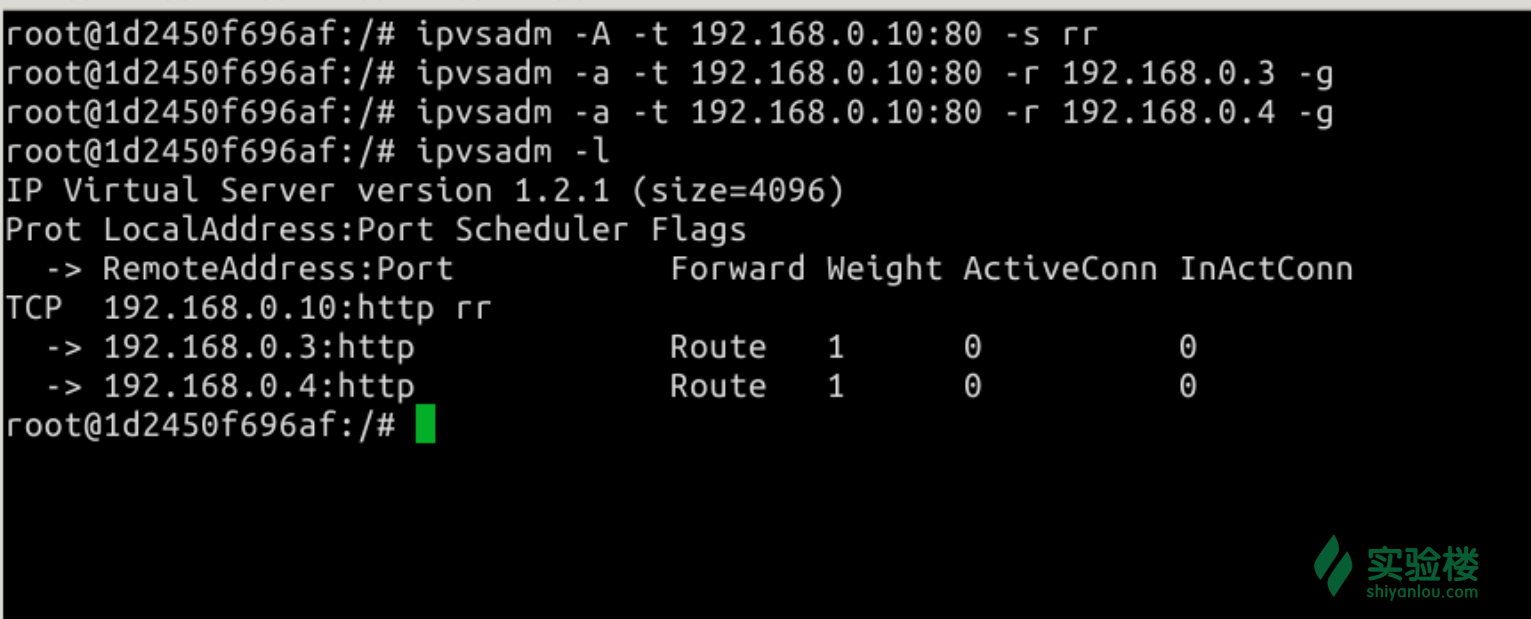 root@1d2450f696af:/# ipvsadm -A -t 192.168.0.10:80 -s rr
root@1d2450f696af:/# ipvsadm -a -t 192.168.0.10:80 -r 192.168.0.3 -g
root@1d2450f696af:/# ipvsadm -a -t 192.168.0.10:80 -r 192.168.0.4 -g
root@1d2450f696af:/# ipvsadm -l
IP Virtual Server version 1.2.1 (size=4096)
Prot LocalAddress:Port Scheduler Flags
  -> RemoteAddress:Port           Forward Weight ActiveConn InActConn
TCP  192.168.0.10:http rr
  -> 192.168.0.3:http             Route   1      0          0
  -> 192.168.0.4:http             Route   1      0          0
root@1d2450f696af:/#
实验楼
shiyanlou.com